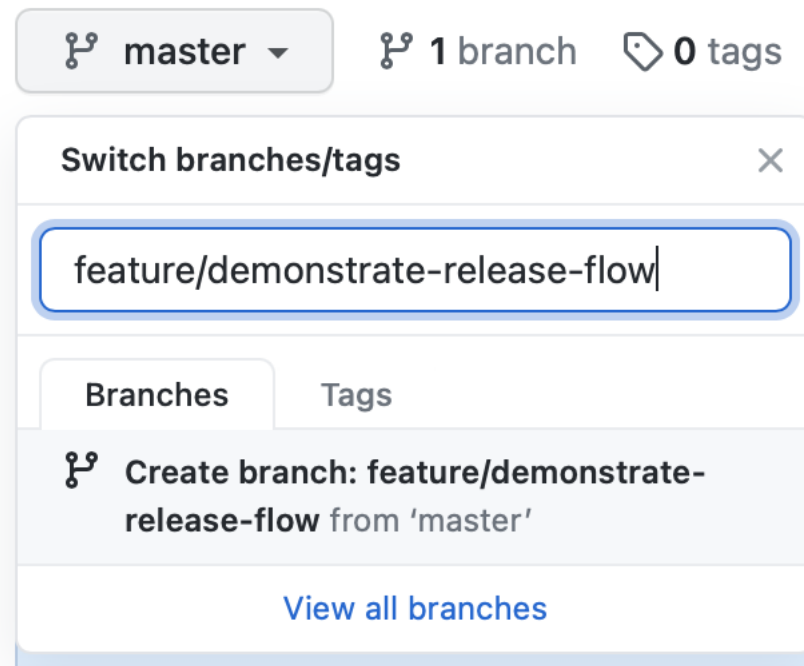 master 1 branch 0 tags
Switch branches/tags
feature/demonstrate-release-flow
Branches Tags
Create branch: feature/demonstrate-
release-flow from ‘master’
View all branches